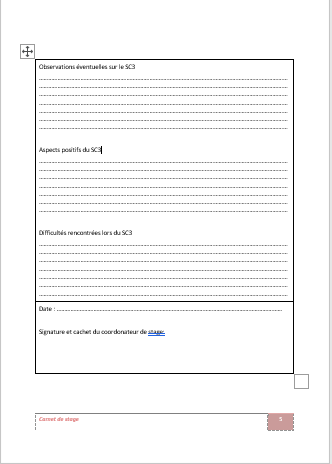 Observations éventuelles sur le SC3
Aspects positifs du SC3
Difficultés rencontrées lors du SC3
Date : ........................................................................
Signature et cachet du coordonateur de stage.
Carnet de stage
5